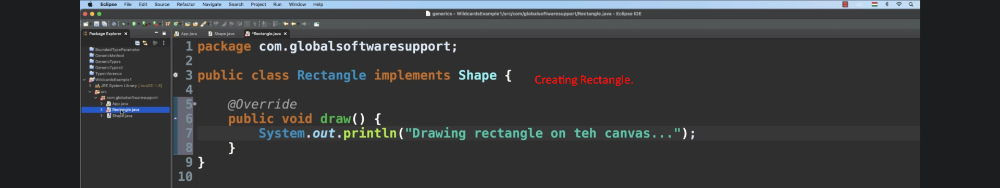 Eclipse File Edit Source Refactor Navigate Search Project Run Window Help
generics - WildcardsExample1/src/com/globalsoftwaresupport/Rectangle.java - Eclipse IDE
Package Explorer
App.java Shape.java *Rectangle.java
BoundedTypeParameter
GenericMethod
GenericTypes
GenericTypesII
TypeInference
WildcardsExample1
JRE System Library [JavaSE-1.8]
src
com.globalsoftwaresupport
App.java
Rectangle.java
Shape.java
1 package com.globalsoftwaresupport;
2
3 public class Rectangle implements Shape {
Creating Rectangle.
4
5 @Override
6 public void draw() {
7 System.out.println("Drawing rectangle on teh canvas...");
8 }
9 }
10